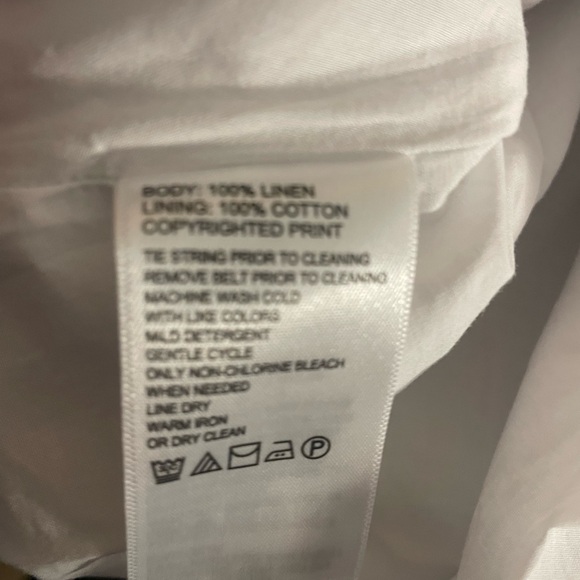 BODY: 100% LINEN
LINING: 100% COTTON
COPYRIGHTED PRINT
TIE STRING PRIOR TO CLEANING
REMOVE BELT PRIOR TO CLEANING
MACHINE WASH COLD
WITH LIKE COLORS
MILD DETERGENT
GENTLE CYCLE
ONLY NON-CHLORINE BLEACH
WHEN NEEDED
LINE DRY
WARM IRON
OR DRY CLEAN
P